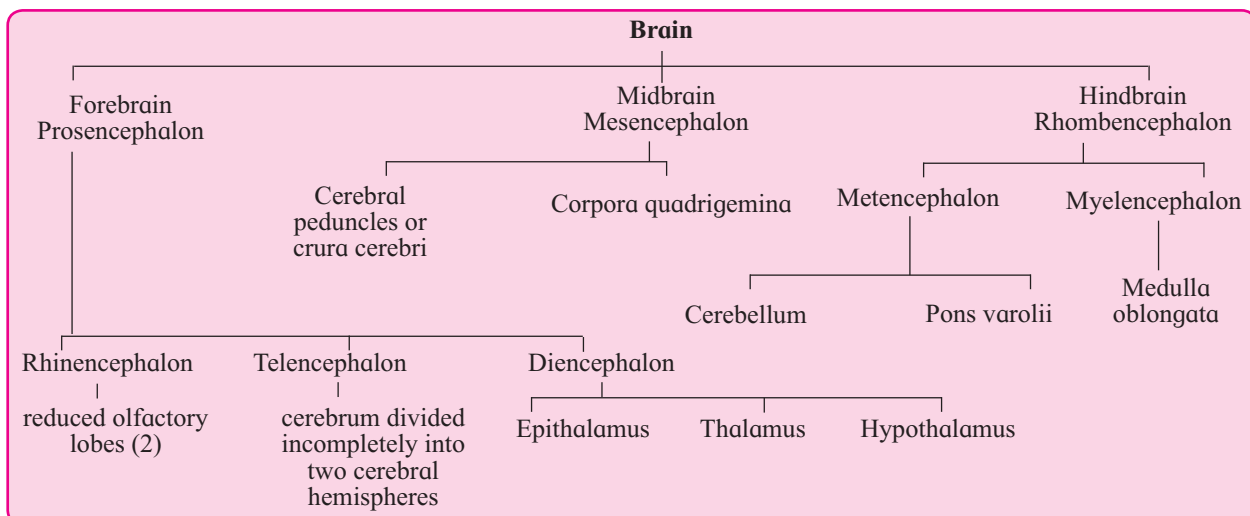 Brain
Forebrain
Prosencephalon
Midbrain
Mesencephalon
Hindbrain
Rhombencephalon
Cerebral
peduncles or
crura cerebri
Corpora quadrigemina
Metencephalon
Myelencephalon
Cerebellum
Pons varolii
Medulla
oblongata
Rhinencephalon
Telencephalon
Diencephalon
reduced olfactory
lobes (2)
cerebrum divided
incompletely into
two cerebral
hemispheres
Epithalamus
Thalamus
Hypothalamus